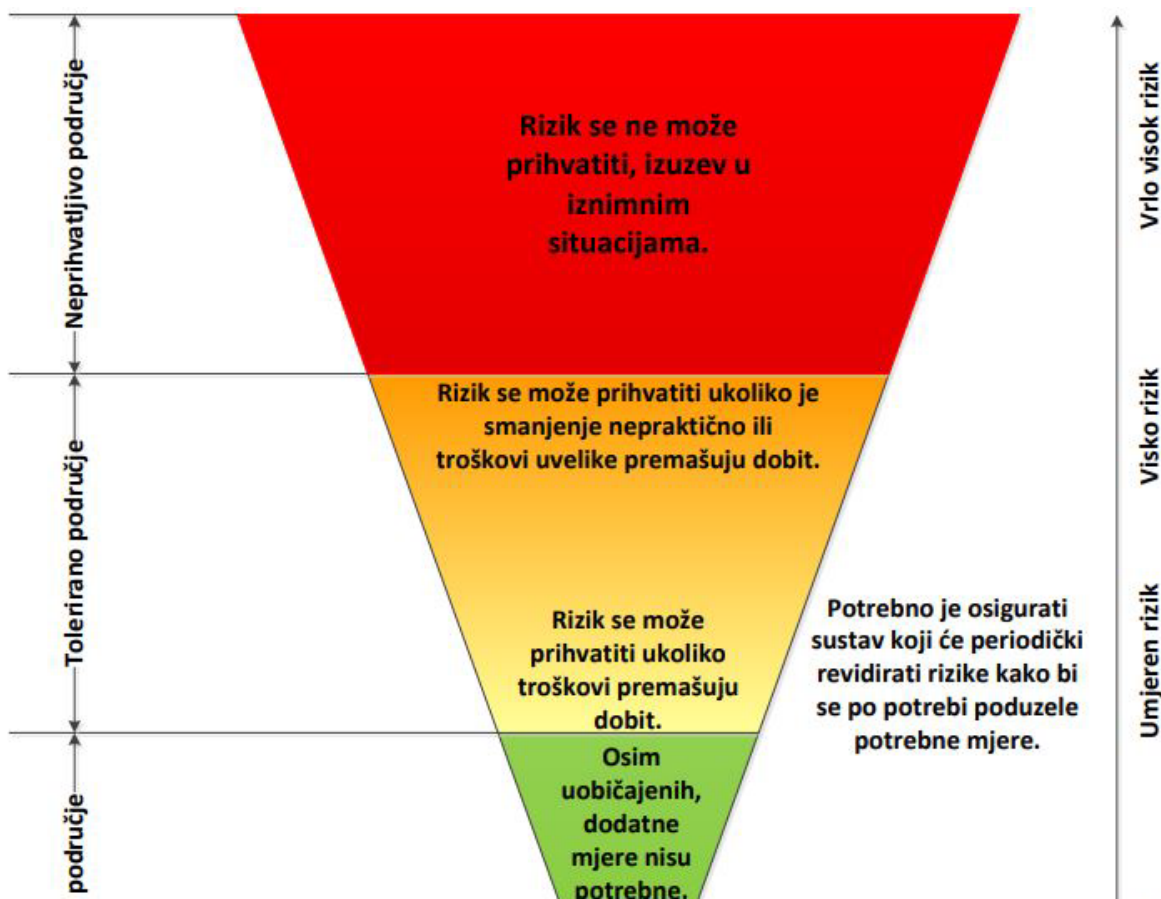 Neprihvatljivo područje
Rizik se ne može
prihvatiti, izuzev u
iznimnim
situacijama.
Vrlo visok rizik
Tolerirano područje
Rizik se može prihvatiti ukoliko je
smanjenje nepraktično ili
troškovi uvelike premašuju dobit.
Visko rizik
Rizik se može
prihvatiti ukoliko
troškovi premašuju
dobit.
Potrebno je osigurati
sustav koji će periodički
revidirati rizike kako bi
se po potrebi poduzele
potrebne mjere.
Umjeren rizik
područje
Osim
uobičajenih,
dodatne
mjere nisu
potrebne.